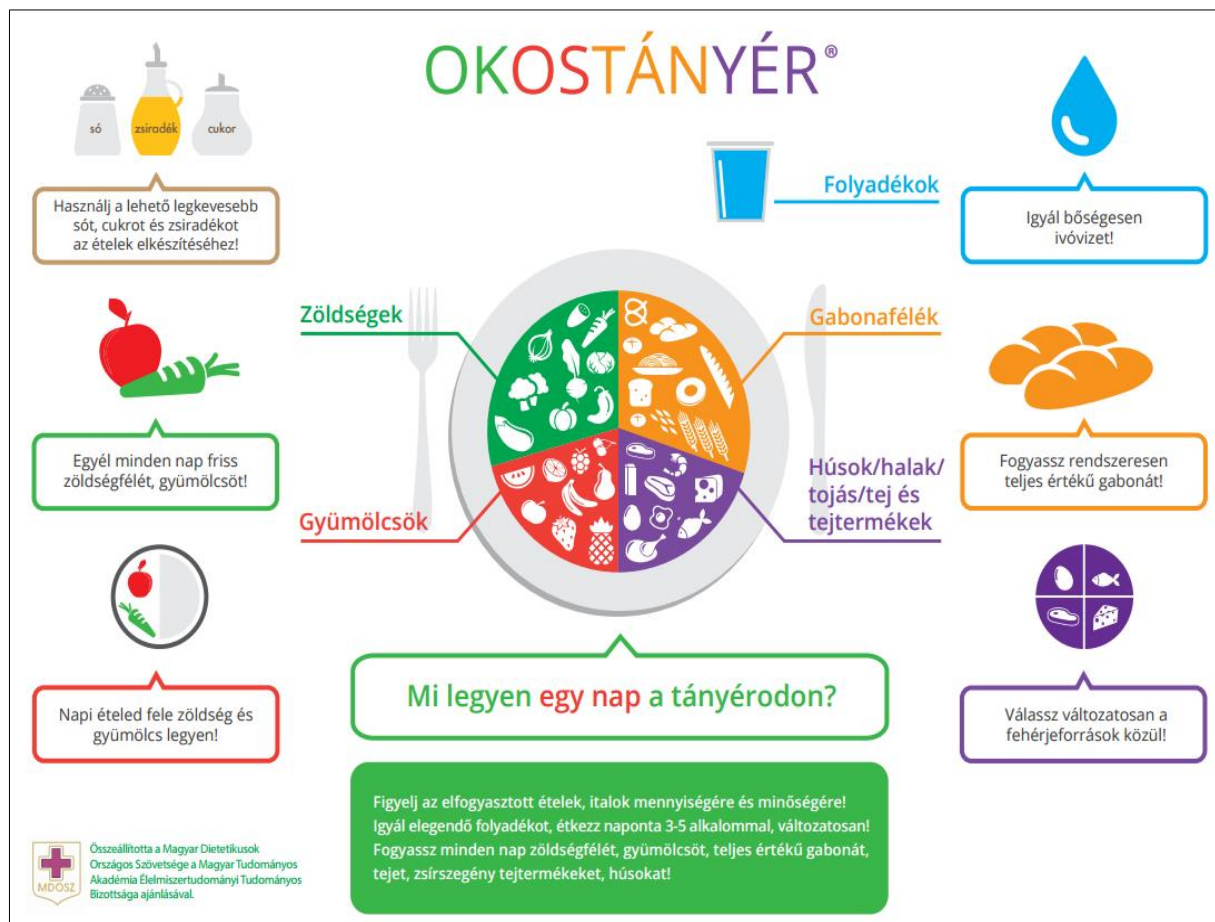 OKOSTÁNYÉR®
só
zsiradék
cukor
Használj a lehető legkevesebb
sót, cukrot és zsiradékot
az ételek elkészítéséhez!
Folyadékok
Igyál bőségesen
ivóvizet!
Zöldségek
Gabonafélék
Egyél minden nap friss
zöldségfélét, gyümölcsöt!
Gyümölcsök
Húsok/halak/
tojás/tej és
tejtermékek
Fogyassz rendszeresen
teljes értékű gabonát!
Napi ételed fele zöldség és
gyümölcs legyen!
Mi legyen egy nap a tányérodon?
Válassz változatosan a
fehérjeforrások közül!
Figyelj az elfogyasztott ételek, italok mennyiségére és minőségére!
Igyál elegendő folyadékot, étkezz naponta 3-5 alkalommal, változatosan!
Fogyassz minden nap zöldségfélét, gyümölcsöt, teljes értékű gabonát,
tejet, zsírszegény tejtermékeket, húsokat!
MDOSZ
Összeállította a Magyar Dietetikusok
Országos Szövetsége a Magyar Tudományos
Akadémia Élelmiszertudományi Tudományos
Bizottsága ajánlásával.